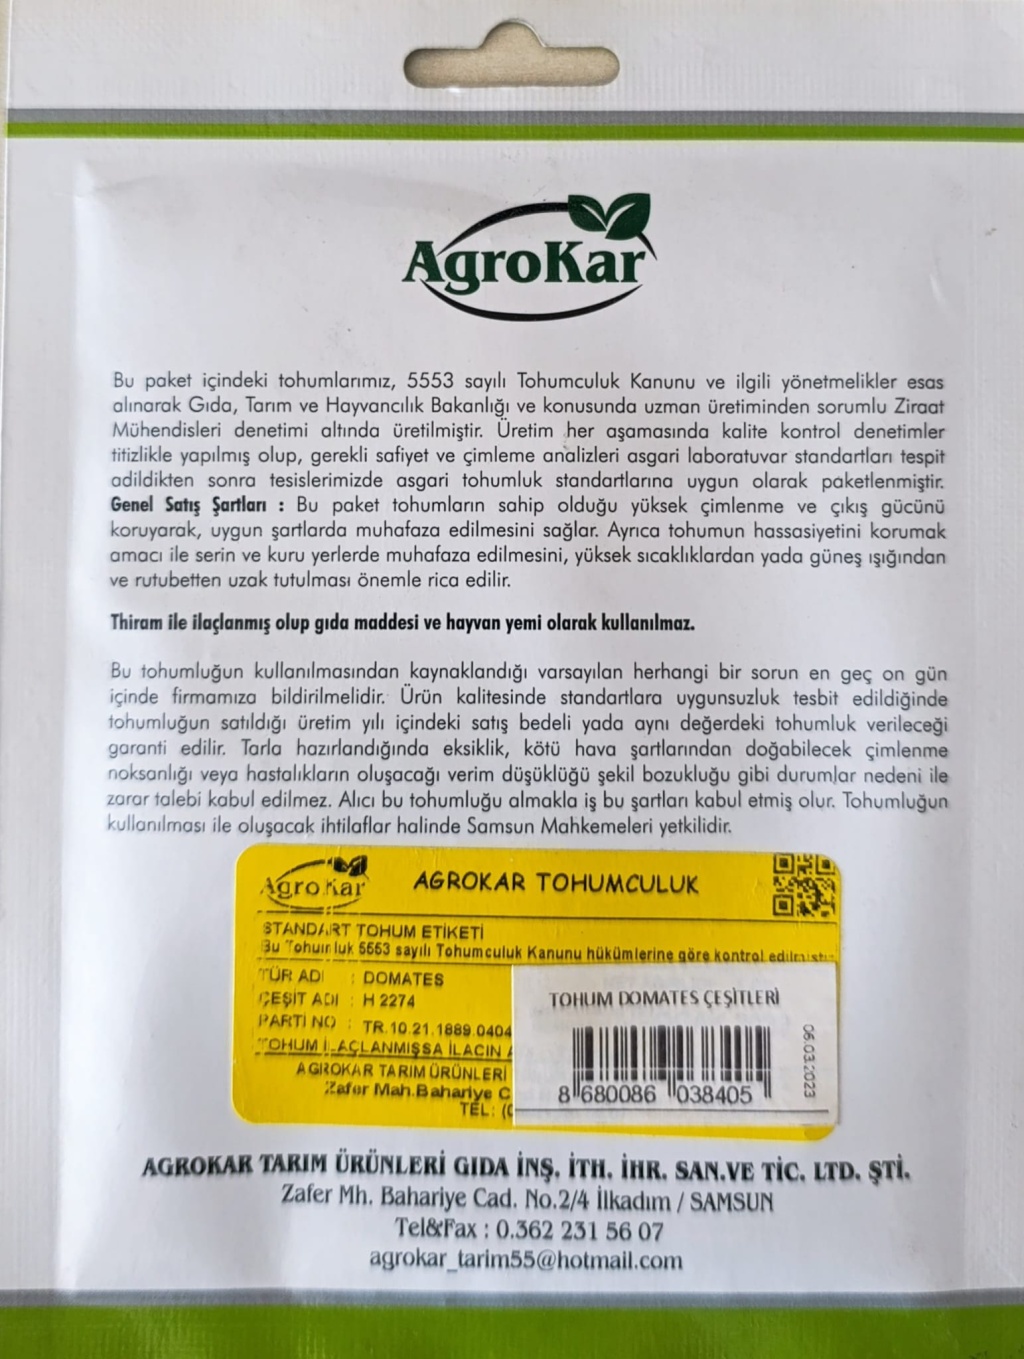 AgroKar
Bu paket içindeki tohumlarımız, 5553 sayılı Tohumculuk Kanunu ve ilgili yönetmelikler esas
alınarak Gıda, Tarım ve Hayvancılık Bakanlığı ve konusunda uzman üretiminden sorumlu Ziraat
Mühendisleri denetimi altında üretilmiştir. Üretim her aşamasında kalite kontrol denetimler
titizlikle yapılmış olup, gerekli safiyet ve çimleme analizleri asgari laboratuvar standartları tespit
adildikten sonra tesislerimizde asgari tohumluk standartlarına uygun olarak paketlenmiştir.
Genel Satış Şartları : Bu paket tohumların sahip olduğu yüksek çimlenme ve çıkış gücünü
koruyarak, uygun şartlarda muhafaza edilmesini sağlar. Ayrıca tohumun hassasiyetini korumak
amacı ile serin ve kuru yerlerde muhafaza edilmesini, yüksek sıcaklıklardan yada güneş ışığından
ve rutubetten uzak tutulması önemle rica edilir.
Thiram ile ilaçlanmış olup gıda maddesi ve hayvan yemi olarak kullanılmaz.
Bu tohumluğun kullanılmasından kaynaklandığı varsayılan herhangi bir sorun en geç on gün
içinde firmamıza bildirilmelidir. Ürün kalitesinde standartlara uygunsuzluk tesbit edildiğinde
tohumluğun satıldığı üretim yılı içindeki satış bedeli yada aynı değerdeki tohumluk verileceği
garanti edilir. Tarla hazırlandığında eksiklik, kötü hava şartlarından doğabilecek çimlenme
noksanlığı veya hastalıkların oluşacağı verim düşüklüğü şekil bozukluğu gibi durumlar nedeni ile
zarar talebi kabul edilmez. Alıcı bu tohumluğu almakla iş bu şartları kabul etmiş olur. Tohumluğun
kullanılması ile oluşacak ihtilaflar halinde Samsun Mahkemeleri yetkilidir.
AgroKar AGROKAR TOHUMCULUK
STANDART TOHUM ETİKETİ
Bu Tohumluk 5553 sayılı Tohumculuk Kanunu hükümlerine göre kontrol edilmiştir
TÜR ADI : DOMATES
ÇEŞİT ADI : H 2274
PARTİ NO : TR.10.21.1889.0404
TOHUM İLAÇLANMIŞSA İLACIN
AGROKAR TARIM ÜRÜNLERİ
Zafer Mah.Bahariye C
TEL: (0
TOHUM DOMATES ÇEŞİTLERİ
06.03.2023
8 680086 038405
AGROKAR TARIM ÜRÜNLERİ GIDA İNŞ. İTH. İHR. SAN.VE TİC. LTD. ŞTİ.
Zafer Mh. Bahariye Cad. No.2/4 İlkadım / SAMSUN
Tel&Fax : 0.362 231 56 07
agrokar_tarim55@hotmail.com